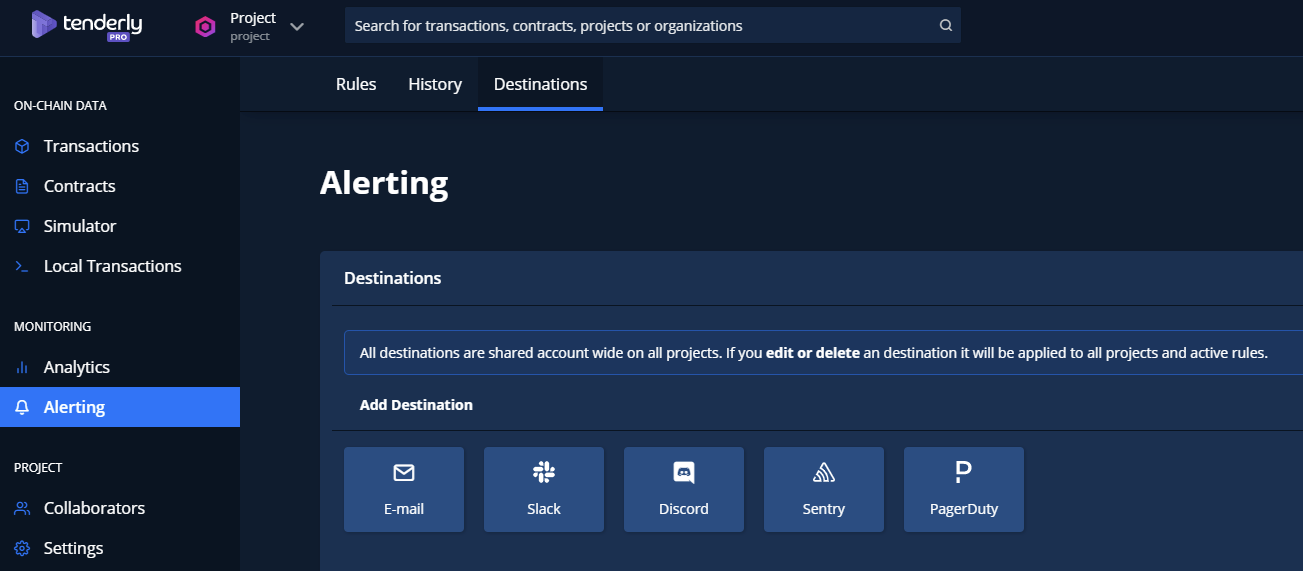 tenderly
PRO
Project
project
Search for transactions, contracts, projects or organizations
Rules
History
Destinations
ON-CHAIN DATA
Transactions
Contracts
Simulator
Local Transactions
MONITORING
Analytics
Alerting
PROJECT
Collaborators
Settings
Alerting
Destinations
All destinations are shared account wide on all projects. If you edit or delete an destination it will be applied to all projects and active rules.
Add Destination
E-mail
Slack
Discord
Sentry
PagerDuty